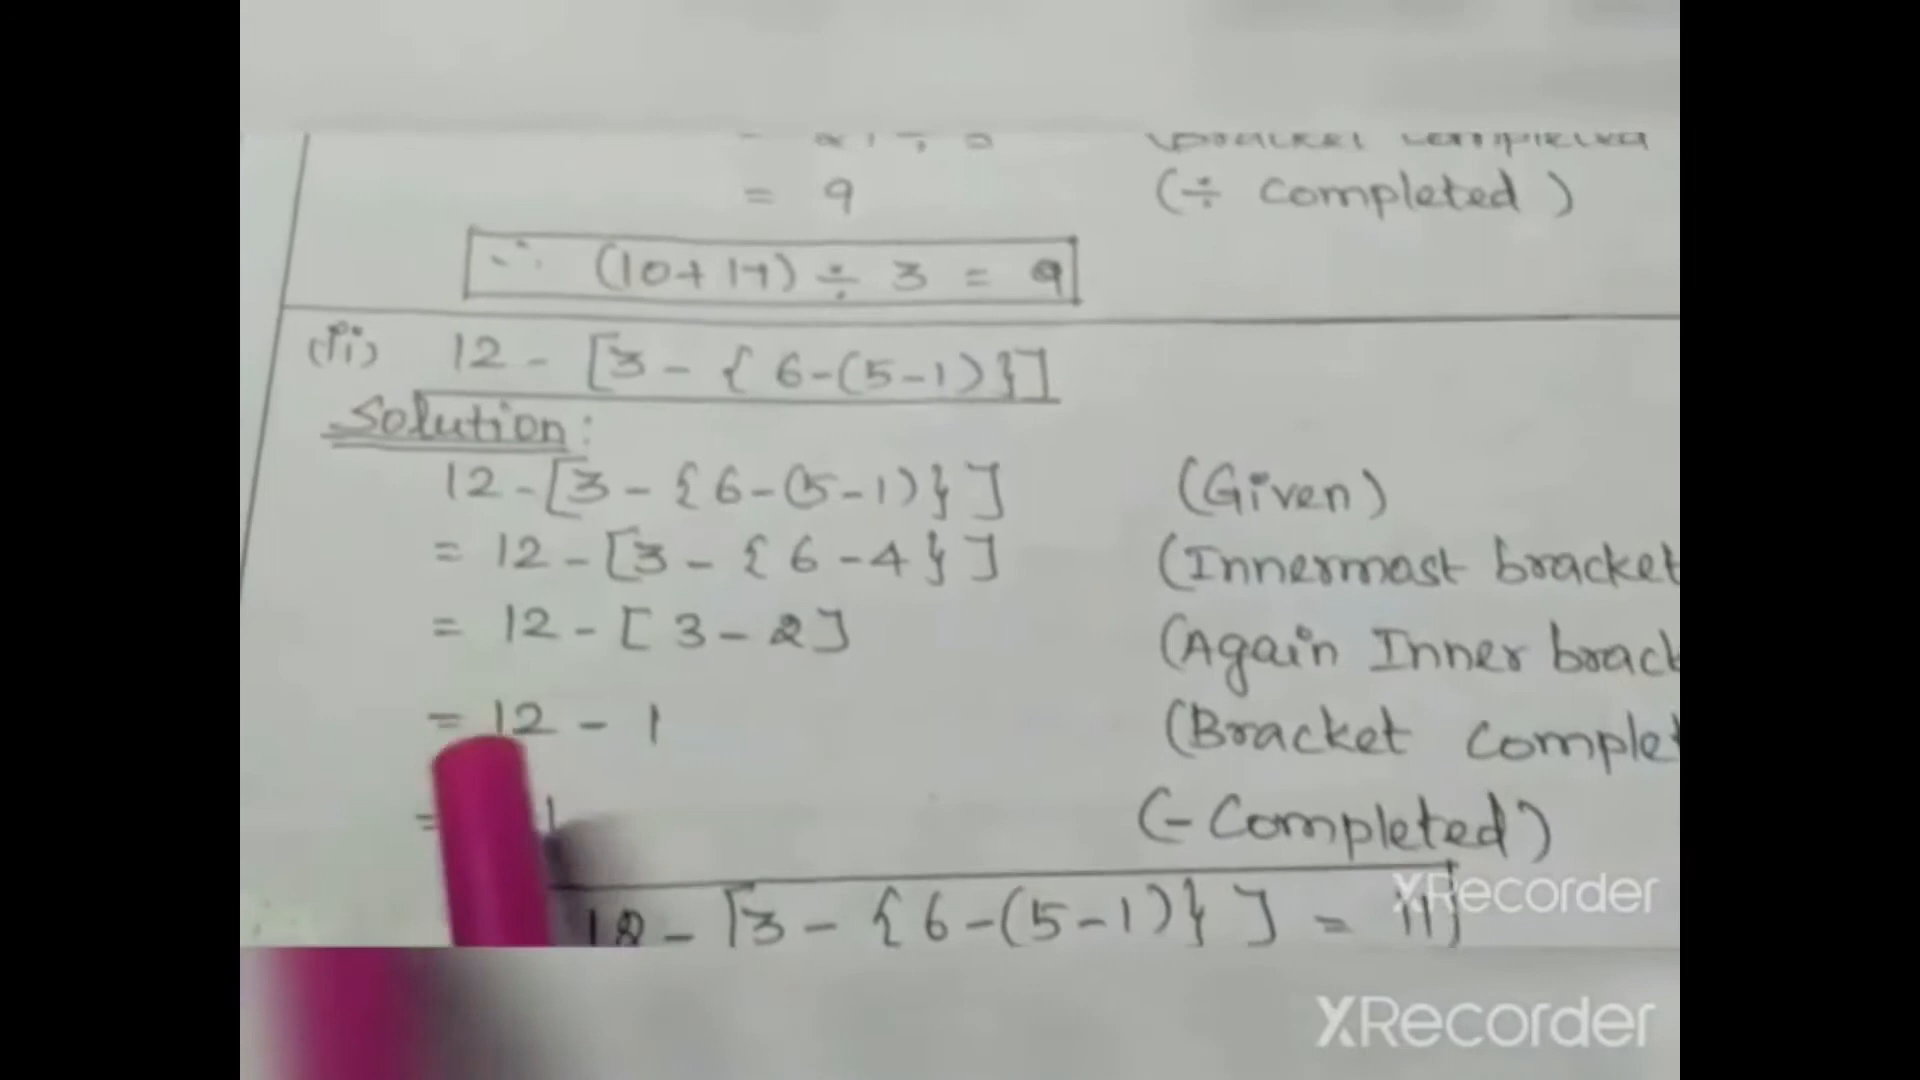 = 9 (÷ completed)
∴ (10+17) ÷ 3 = 9
(ii) 12 - [3 - { 6-(5-1)}]
Solution:
12-[3-{6-(5-1)}] (Given)
= 12-[3-{6-4}] (Innermost bracket
= 12-[3-2] (Again Inner brack
= 12 - 1 (Bracket complet
= (-Completed)
12-[3-{6-(5-1)}] = 11
XRecorder
XRecorder